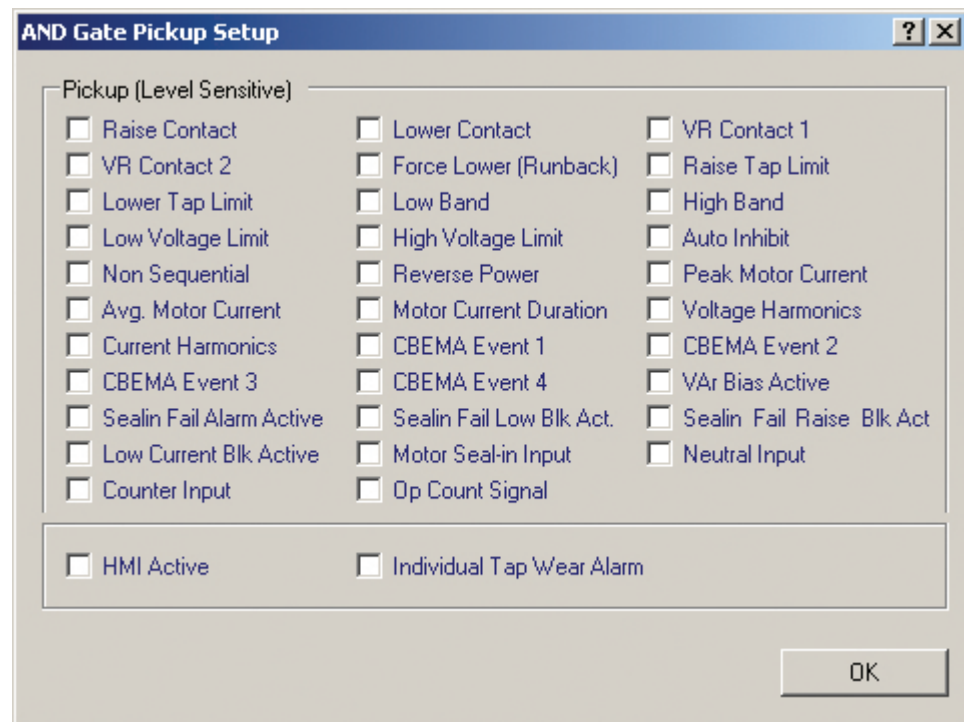 AND Gate Pickup Setup
Pickup (Level Sensitive)
Raise Contact Lower Contact VR Contact 1
VR Contact 2 Force Lower (Runback) Raise Tap Limit
Lower Tap Limit Low Band High Band
Low Voltage Limit High Voltage Limit Auto Inhibit
Non Sequential Reverse Power Peak Motor Current
Avg. Motor Current Motor Current Duration Voltage Harmonics
Current Harmonics CBEMA Event 1 CBEMA Event 2
CBEMA Event 3 CBEMA Event 4 VAr Bias Active
Sealin Fail Alarm Active Sealin Fail Low Blk Act. Sealin Fail Raise Blk Act
Low Current Blk Active Motor Seal-in Input Neutral Input
Counter Input Op Count Signal
HMI Active Individual Tap Wear Alarm
OK